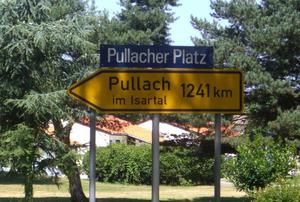 Pullacher Platz
Pullach 1241 km
im Isartal